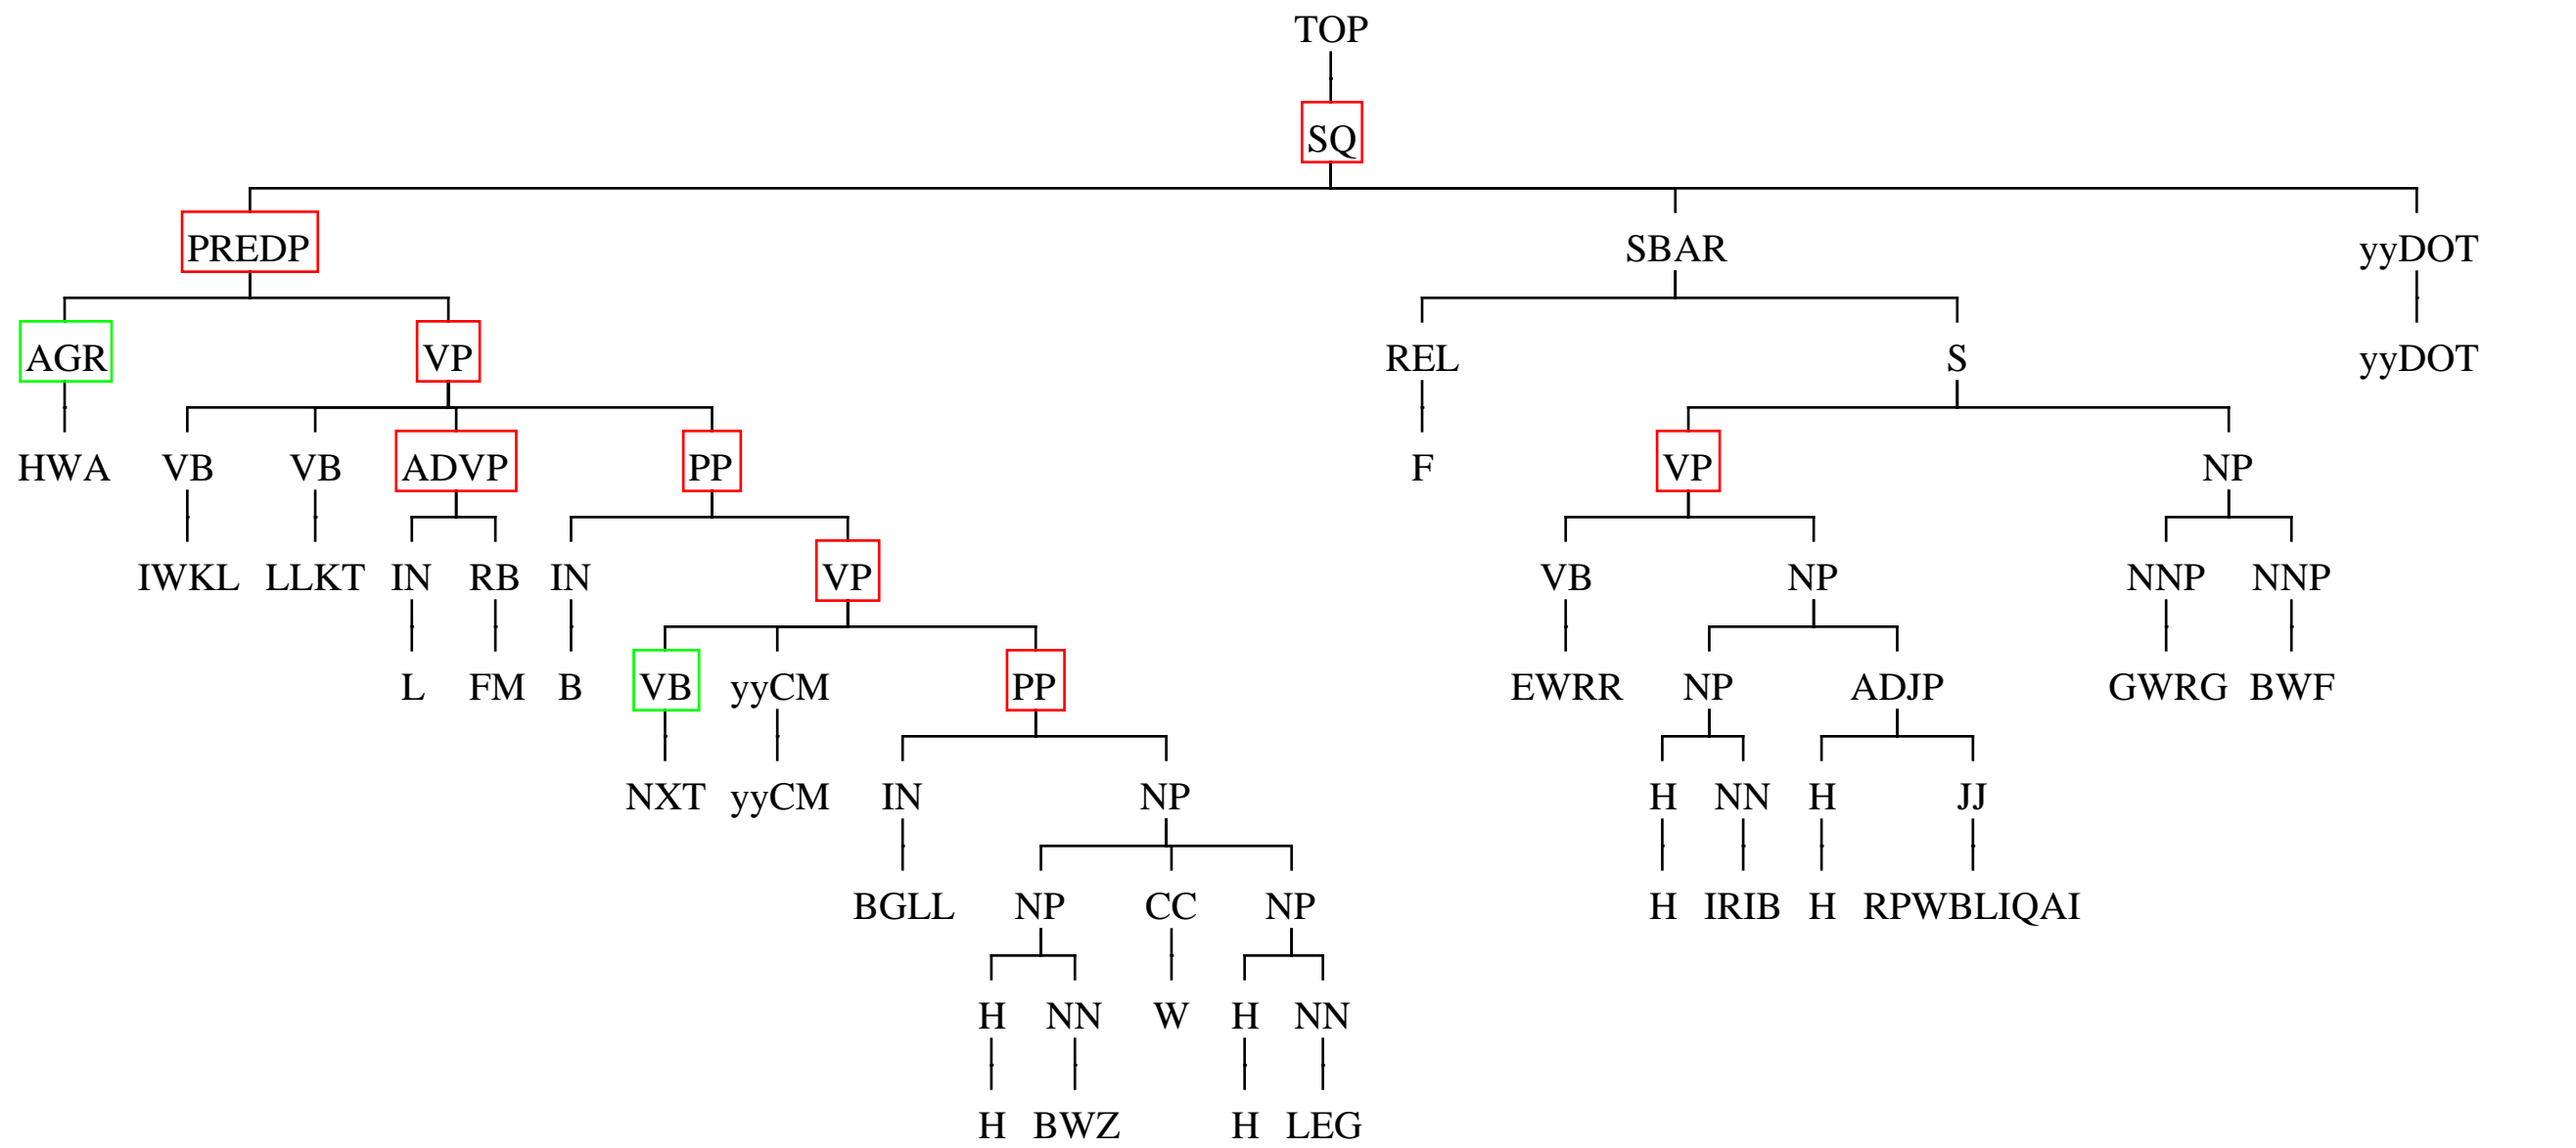 TOP
SQ
PREDP SBAR yyDOT
AGR VP REL S yyDOT
HWA VB VB ADVP PP F VP NP
IWKL LLKT IN RB IN VP VB NP NNP NNP
L FM B VB yyCM PP EWRR NP ADJP GWRG BWF
NXT yyCM IN NP H NN H JJ
BGLL NP CC NP H IRIB H RPWBLIQAI
H NN W H NN
H BWZ H LEG